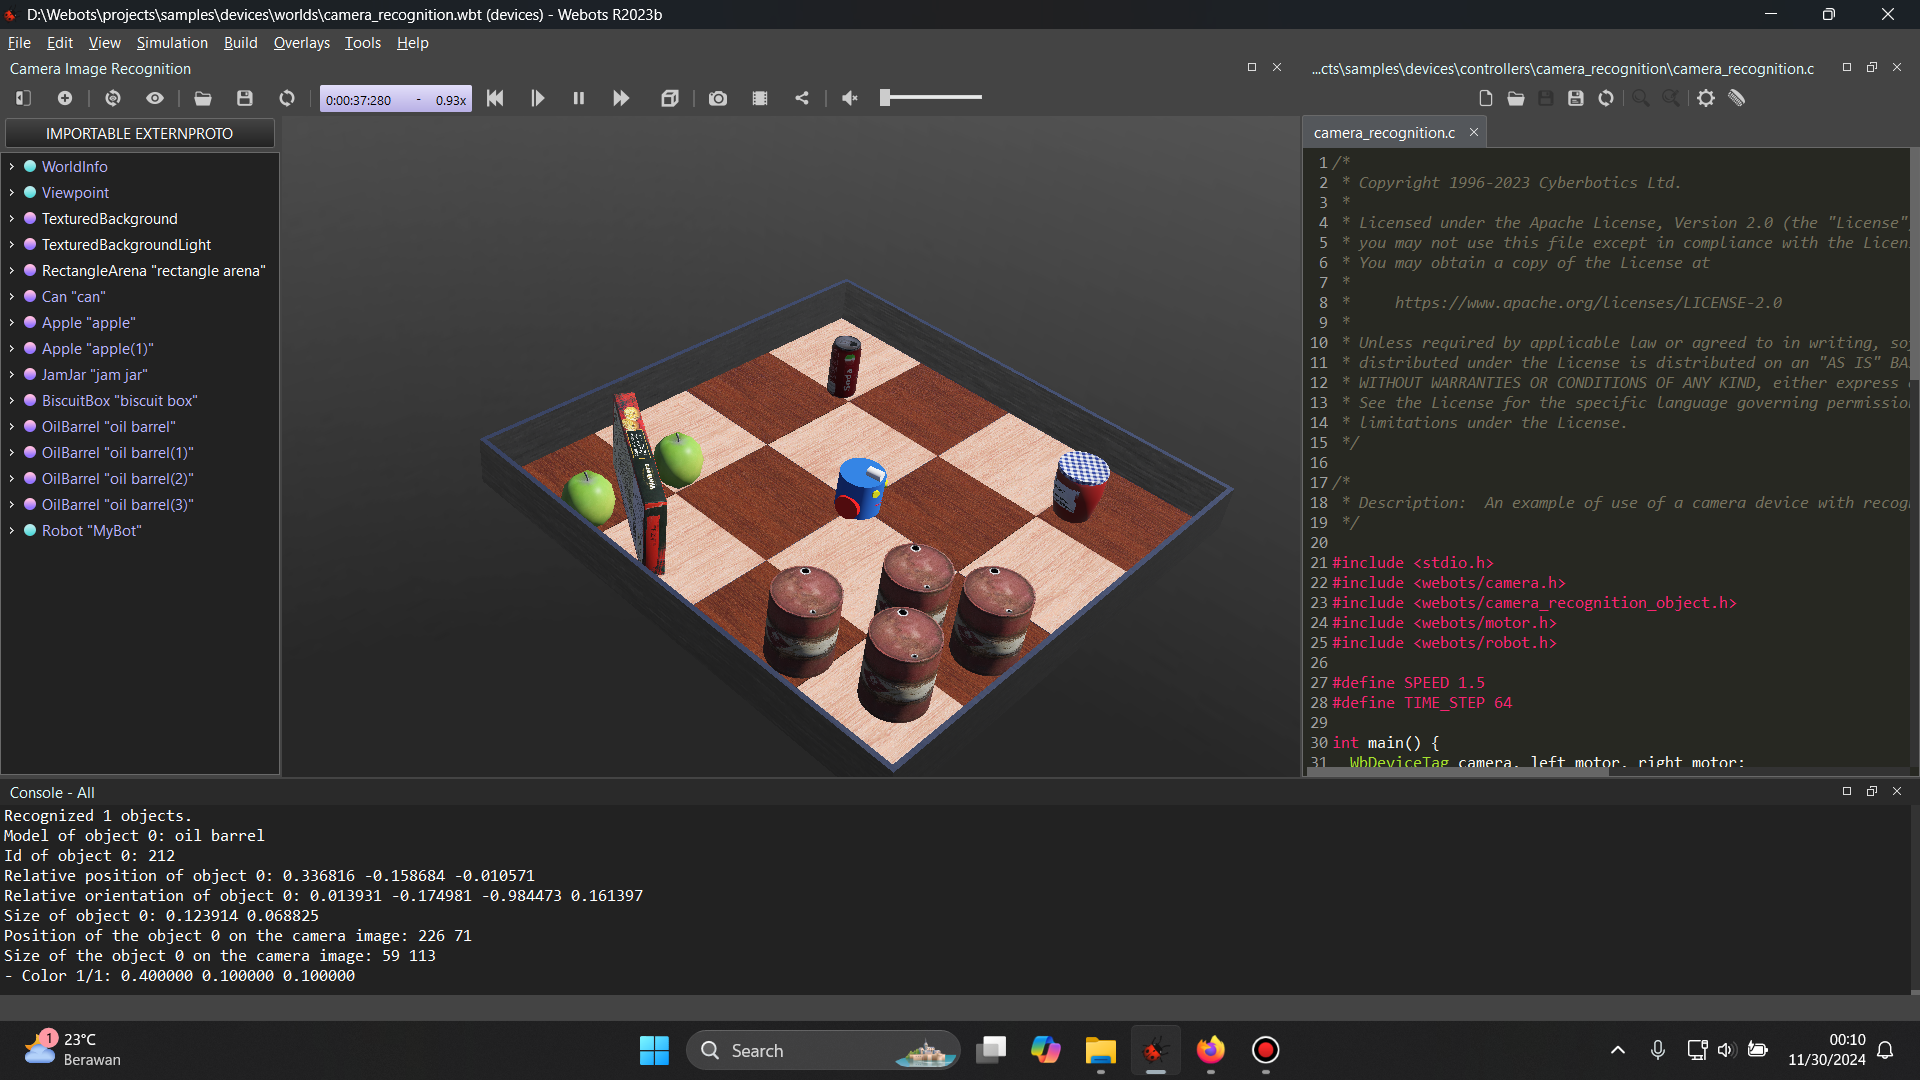 D:\Webots\projects\samples\devices\worlds\camera_recognition.wbt (devices) - Webots R2023b
File Edit View Simulation Build Overlays Tools Help
Camera Image Recognition
0:00:37:280 - 0.93x
IMPORTABLE EXTERNPROTO
WorldInfo
Viewpoint
TexturedBackground
TexturedBackgroundLight
RectangleArena "rectangle arena"
Can "can"
Apple "apple"
Apple "apple(1)"
JamJar "jam jar"
BiscuitBox "biscuit box"
OilBarrel "oil barrel"
OilBarrel "oil barrel(1)"
OilBarrel "oil barrel(2)"
OilBarrel "oil barrel(3)"
Robot "MyBot"
...cts\samples\devices\controllers\camera_recognition\camera_recognition.c
camera_recognition.c
1 /*
2 * Copyright 1996-2023 Cyberbotics Ltd.
3 *
4 * Licensed under the Apache License, Version 2.0 (the "License"
5 * you may not use this file except in compliance with the Licen
6 * You may obtain a copy of the License at
7 *
8 * https://www.apache.org/licenses/LICENSE-2.0
9 *
10 * Unless required by applicable law or agreed to in writing, so
11 * distributed under the License is distributed on an "AS IS" BA
12 * WITHOUT WARRANTIES OR CONDITIONS OF ANY KIND, either express
13 * See the License for the specific language governing permissio
14 * limitations under the License.
15 */
16
17 /*
18 * Description:  An example of use of a camera device with recog
19 */
20
21 #include <stdio.h>
22 #include <webots/camera.h>
23 #include <webots/camera_recognition_object.h>
24 #include <webots/motor.h>
25 #include <webots/robot.h>
26
27 #define SPEED 1.5
28 #define TIME_STEP 64
29
30 int main() {
31 WbDeviceTag camera, left_motor, right_motor;
Console - All
Recognized 1 objects.
Model of object 0: oil barrel
Id of object 0: 212
Relative position of object 0: 0.336816 -0.158684 -0.010571
Relative orientation of object 0: 0.013931 -0.174981 -0.984473 0.161397
Size of object 0: 0.123914 0.068825
Position of the object 0 on the camera image: 226 71
Size of the object 0 on the camera image: 59 113
- Color 1/1: 0.400000 0.100000 0.100000
1
23°C
Berawan
Search
00:10
11/30/2024